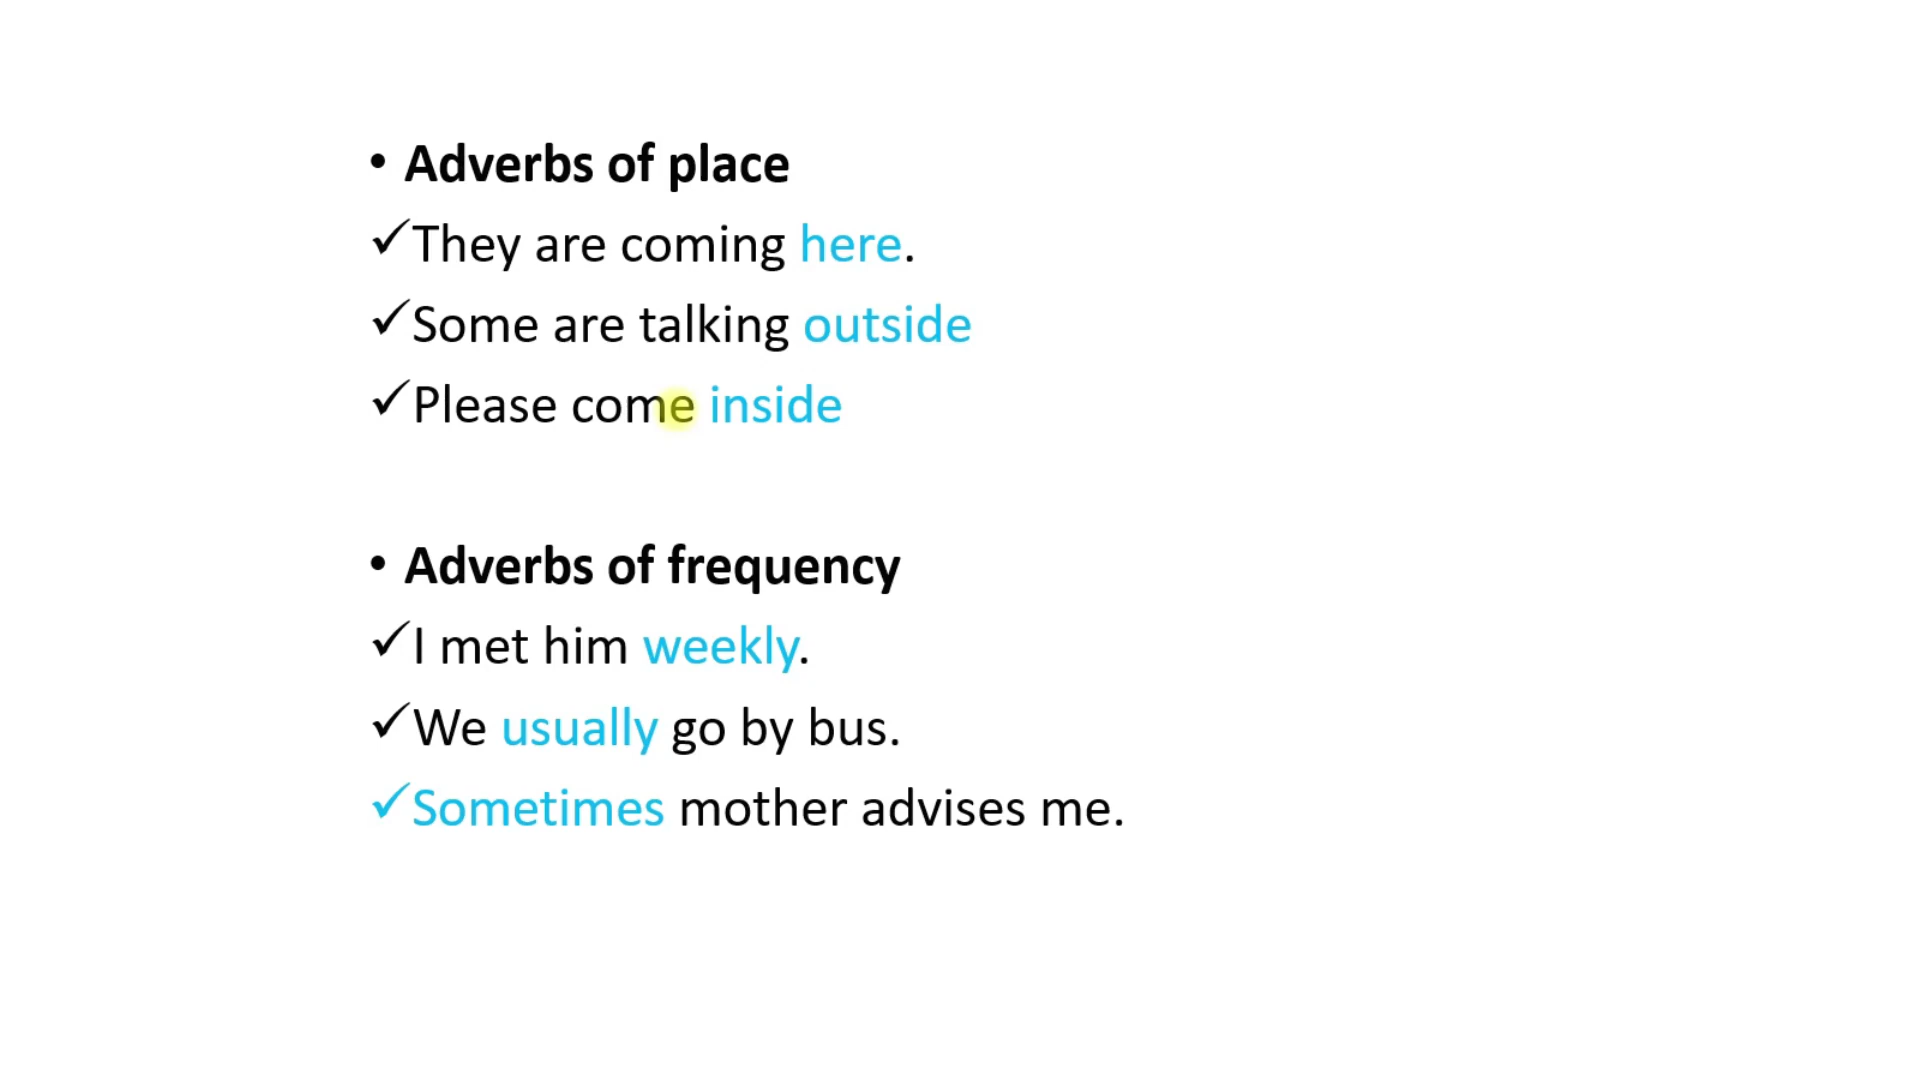 • Adverbs of place
✓They are coming here.
✓Some are talking outside
✓Please come inside
• Adverbs of frequency
✓I met him weekly.
✓We usually go by bus.
✓Sometimes mother advises me.